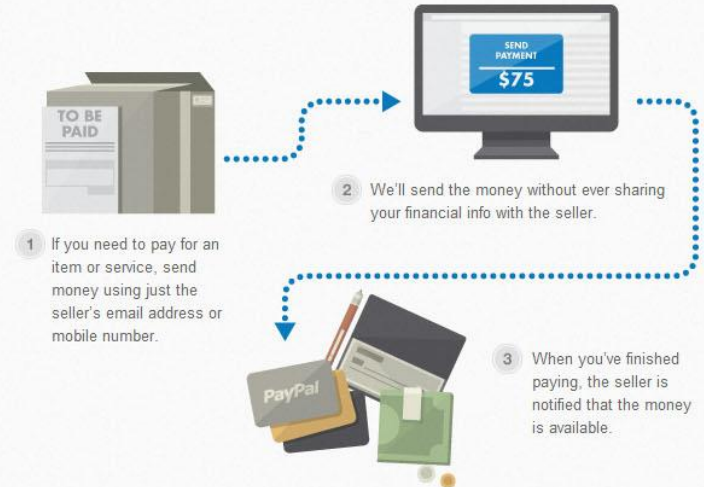 TO BE
PAID
SEND
PAYMENT
$75
1 If you need to pay for an
item or service, send
money using just the
seller's email address or
mobile number.
2 We'll send the money without ever sharing
your financial info with the seller.
PayPal
3 When you've finished
paying, the seller is
notified that the money
is available.